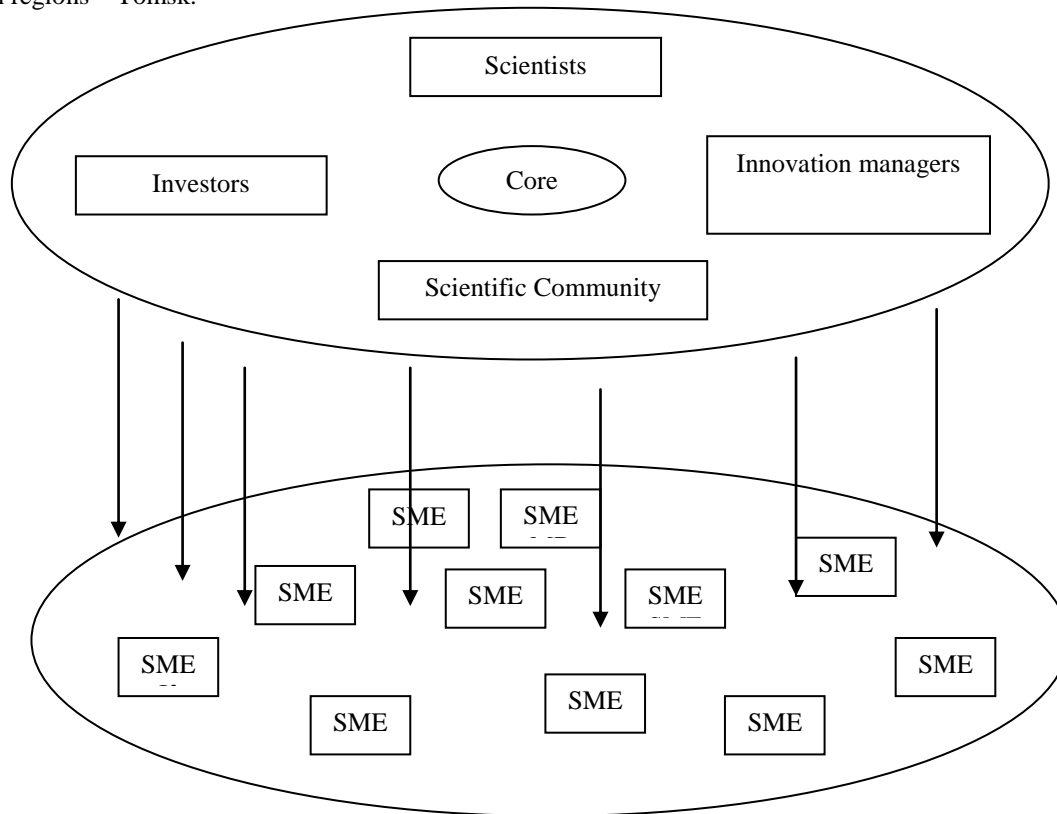 regions – Tomsk.
Scientists
Investors
Core
Innovation managers
Scientific Community
SME
SME
SME
SME
SME
SME
SME
SME
SME
SME
SME